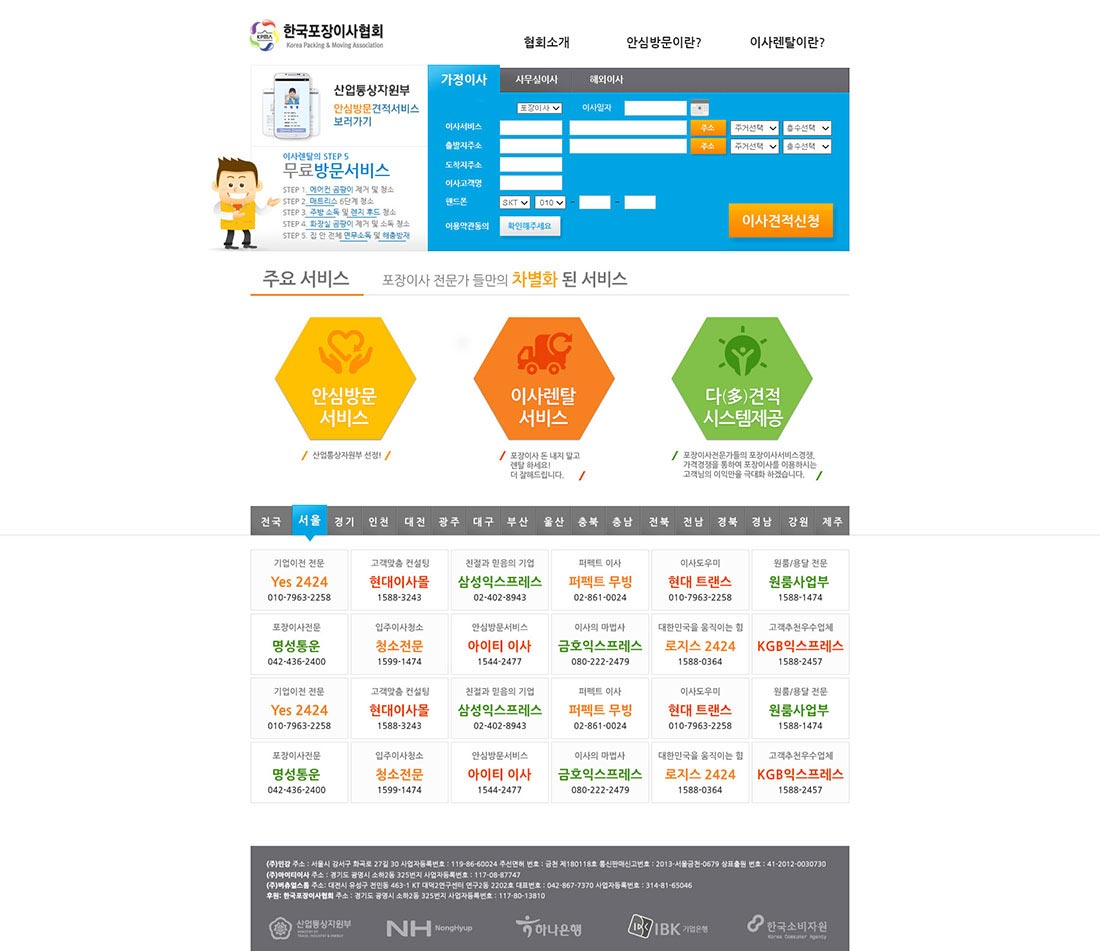 한국포장이사협회
Korea Packing & Moving Association
협회소개 안심방문이란? 이사렌탈이란?
산업통상자원부
안심방문견적서비스
보러가기
이사렌탈의 STEP 5
무료방문서비스
STEP 1. 에어컨 곰팡이 제거 및 청소
STEP 2. 매트리스 6단계 청소
STEP 3. 주방 소독 및 렌지 후드 청소
STEP 4. 화장실 곰팡이 제거 및 소독 청소
STEP 5. 집 안 전체 연무소독 및 해충방재
가정이사 사무실이사 해외이사
포장이사 이사일자
이사서비스 주소 주거선택 층수선택
출발지주소 주소 주거선택 층수선택
도착지주소
이사고객명
핸드폰 SKT 010 - -
이용약관동의 확인해주세요
이사견적신청
주요 서비스 포장이사 전문가 들만의 차별화 된 서비스
안심방문
서비스
이사렌탈
서비스
다(多)견적
시스템제공
산업통상자원부 선정!
포장이사 돈 내지 말고
렌탈 하세요!
더 잘해드립니다.
포장이사전문가들의 포장이사서비스경쟁,
가격경쟁을 통하여 포장이사를 이용하시는
고객님의 이익만을 극대화 하겠습니다.
전국 서울 경기 인천 대전 광주 대구 부산 울산 충북 충남 전북 전남 경북 경남 강원 제주
기업이전 전문 고객맞춤 컨설팅 친절과 믿음의 기업 퍼펙트 이사 이사도우미 원룸/용달 전문
Yes 2424 현대이사몰 삼성익스프레스 퍼펙트 무빙 현대 트랜스 원룸사업부
010-7963-2258 1588-3243 02-402-8943 02-861-0024 010-7963-2258 1588-1474
포장이사전문 입주이사청소 안심방문서비스 이사의 마법사 대한민국을 움직이는 힘 고객추천우수업체
명성통운 청소전문 아이티 이사 금호익스프레스 로지스 2424 KGB익스프레스
042-436-2400 1599-1474 1544-2477 080-222-2479 1588-0364 1588-2457
기업이전 전문 고객맞춤 컨설팅 친절과 믿음의 기업 퍼펙트 이사 이사도우미 원룸/용달 전문
Yes 2424 현대이사몰 삼성익스프레스 퍼펙트 무빙 현대 트랜스 원룸사업부
010-7963-2258 1588-3243 02-402-8943 02-861-0024 010-7963-2258 1588-1474
포장이사전문 입주이사청소 안심방문서비스 이사의 마법사 대한민국을 움직이는 힘 고객추천우수업체
명성통운 청소전문 아이티 이사 금호익스프레스 로지스 2424 KGB익스프레스
042-436-2400 1599-1474 1544-2477 080-222-2479 1588-0364 1588-2457
(주)민강 주소 : 서울시 강서구 화곡로 27길 30 사업자등록번호 : 119-86-60024 주선면허 번호 : 금천 제180118호 통신판매신고번호 : 2013-서울금천-0679 상표출원 번호 : 41-2012-0030730
(주)아이티이사 주소 : 경기도 광명시 소하2동 325번지 사업자등록번호 : 117-08-87747
(주)버츄얼스톰 주소: 대전시 유성구 전민동 463-1 KT 대덕2연구센터 연구2동 2202호 대표번호 : 042-867-7370 사업자등록번호 : 314-81-65046
후원: 한국포장이사협회 주소 : 경기도 광명시 소하2동 325번지 사업자등록번호 : 117-80-13810
산업통상자원부 NH NongHyup 하나은행 IBK 기업은행 한국소비자원
Korea Consumer Agency